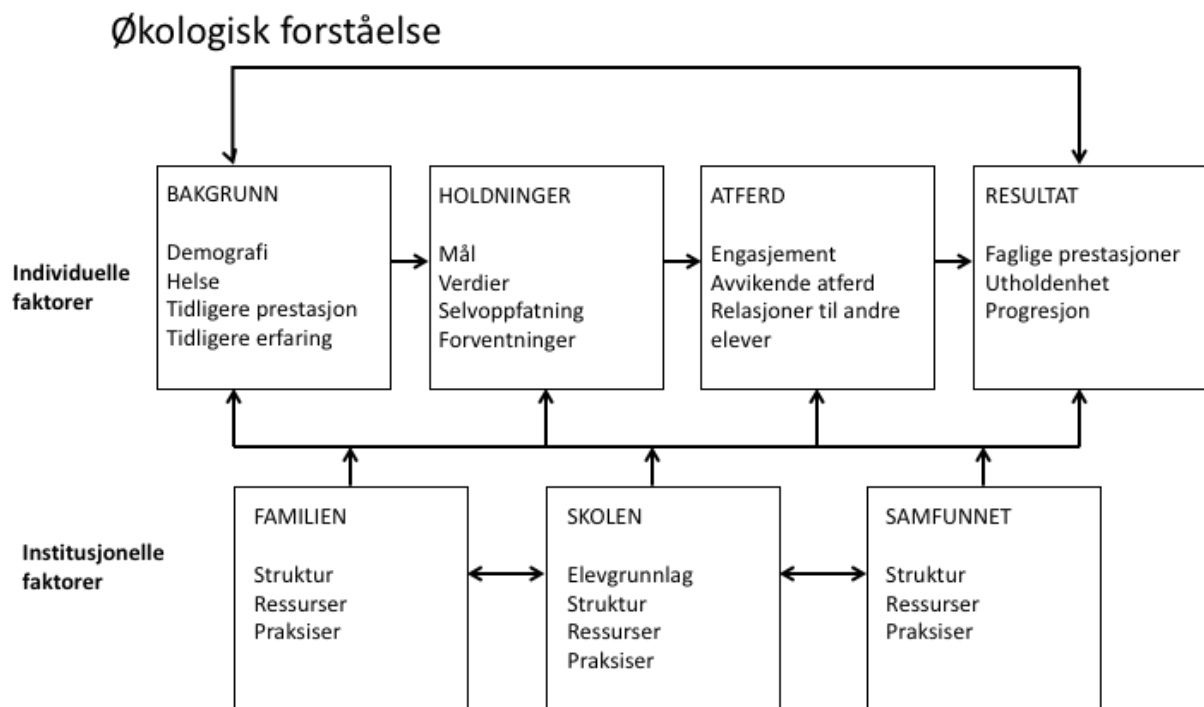 Økologisk forståelse
Individuelle
faktorer
BAKGRUNN
Demografi
Helse
Tidligere prestasjon
Tidligere erfaring
HOLDNINGER
Mål
Verdier
Selvoppfatning
Forventninger
ATFERD
Engasjement
Avvikende atferd
Relasjoner til andre
elever
RESULTAT
Faglige prestasjoner
Utholdenhet
Progresjon
Institusjonelle
faktorer
FAMILIEN
Struktur
Ressurser
Praksiser
SKOLEN
Elevgrunnlag
Struktur
Ressurser
Praksiser
SAMFUNNET
Struktur
Ressurser
Praksiser